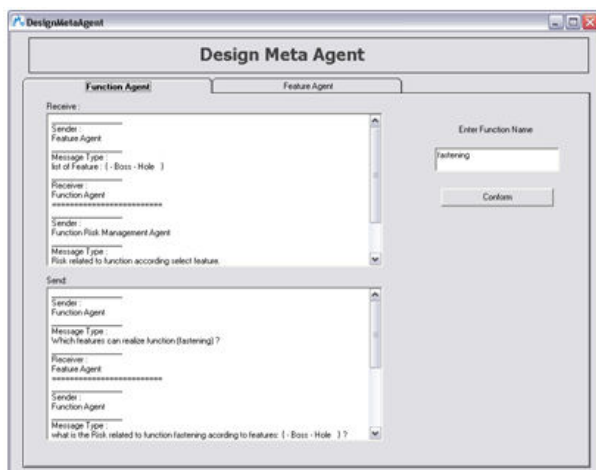 DesignMetaAgent
Design Meta Agent
Function Agent
Feature Agent
Receive :
Sender :
Feature Agent
Message Type :
list of Feature : { - Boss - Hole }
Receiver :
Function Agent
=========================
Sender :
Function Risk Management Agent
Message Type :
Risk related to function according select feature.
Enter Function Name
fastening
Conform
Send:
Sender :
Function Agent
Message Type :
Which features can realize function (fastening) ?
Receiver :
Feature Agent
=========================
Sender :
Function Agent
Message Type :
what is the Risk related to function fastening acording to features: { - Boss - Hole } ?